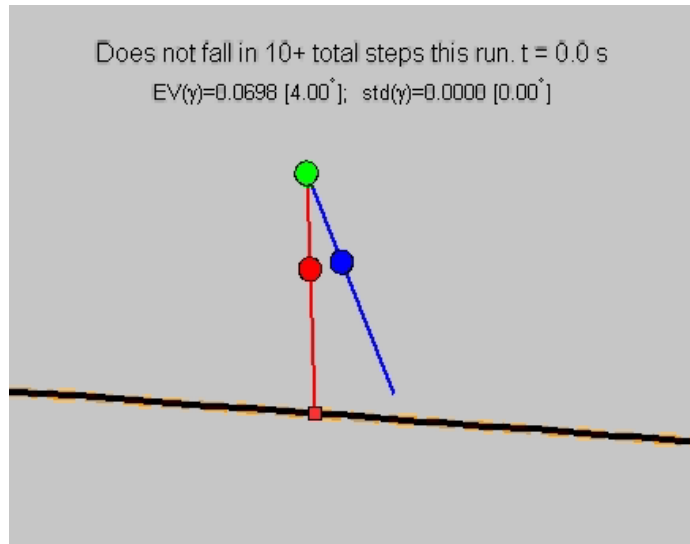 Does not fall in 10+ total steps this run. t = 0.0 s
EV(γ)=0.0698 [4.00°];  std(γ)=0.0000 [0.00°]